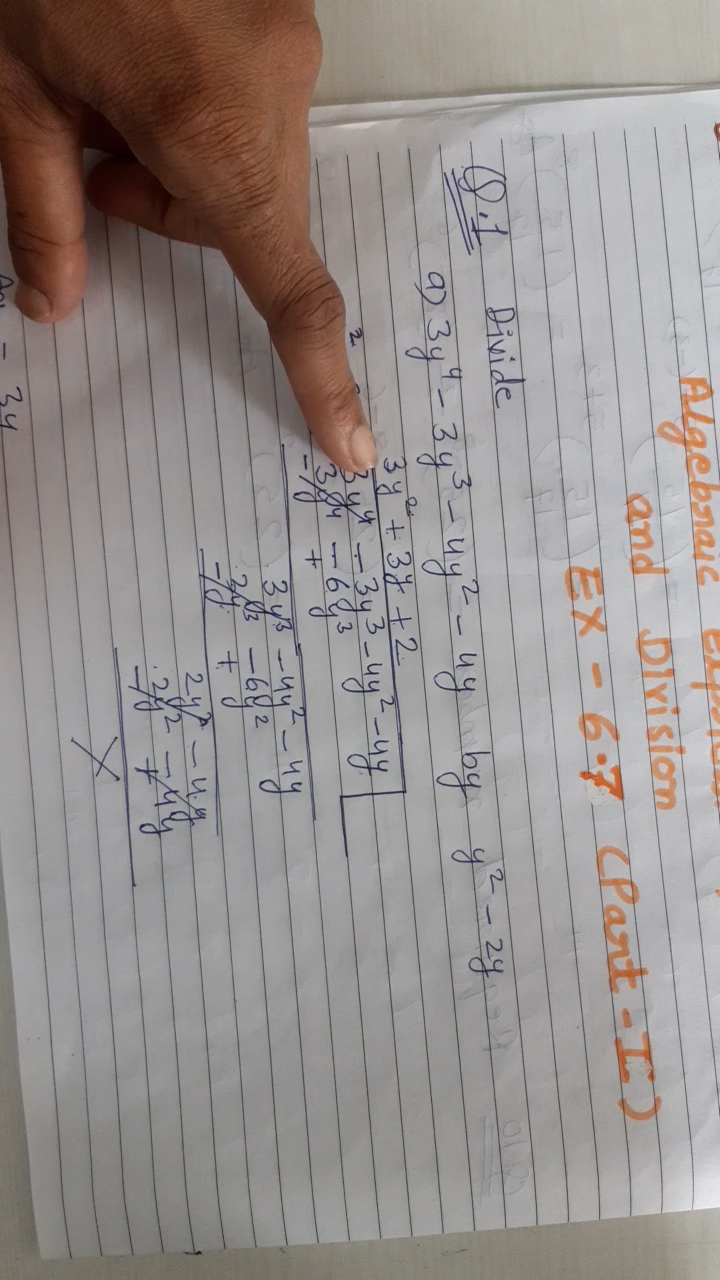 Algebraic
and Division
EX - 6.7 (Part - I)
Q.1 Divide
a) 3y⁴ - 3y³ - 4y² - 4y by y² - 2y
3y² + 3y + 2
3y⁴ - 3y³ - 4y² - 4y
3y⁴ - 6y³
- +
3y³ - 4y² - 4y
3y³ - 6y²
- +
2y² - 4y
2y² - 4y
- +
X
- 3y